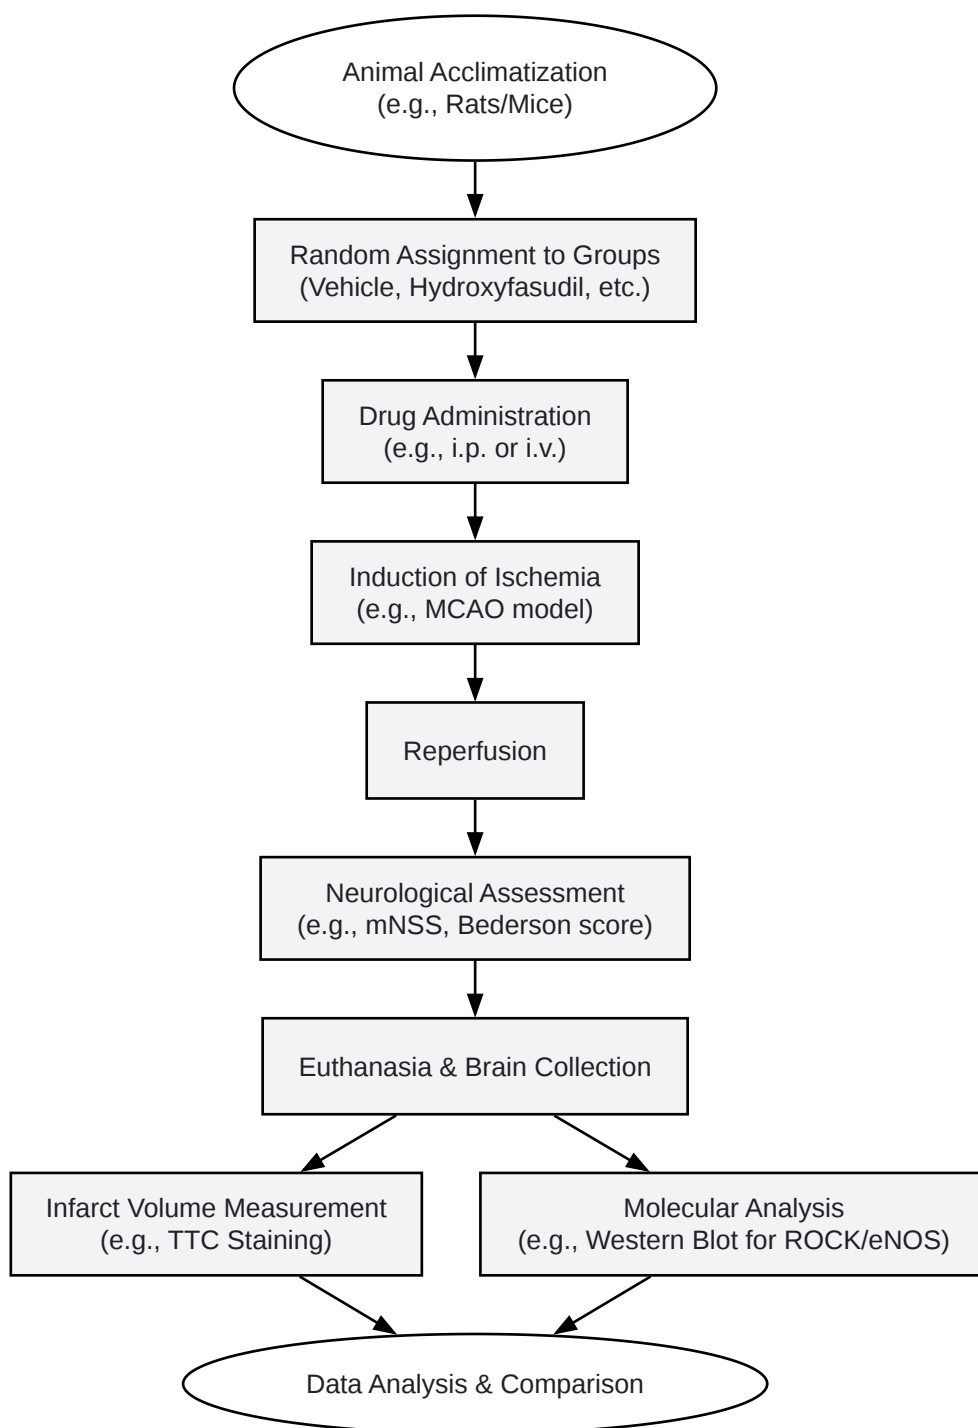 Animal Acclimatization
(e.g., Rats/Mice)
Random Assignment to Groups
(Vehicle, Hydroxyfasudil, etc.)
Drug Administration
(e.g., i.p. or i.v.)
Induction of Ischemia
(e.g., MCAO model)
Reperfusion
Neurological Assessment
(e.g., mNSS, Bederson score)
Euthanasia & Brain Collection
Infarct Volume Measurement
(e.g., TTC Staining)
Molecular Analysis
(e.g., Western Blot for ROCK/eNOS)
Data Analysis & Comparison